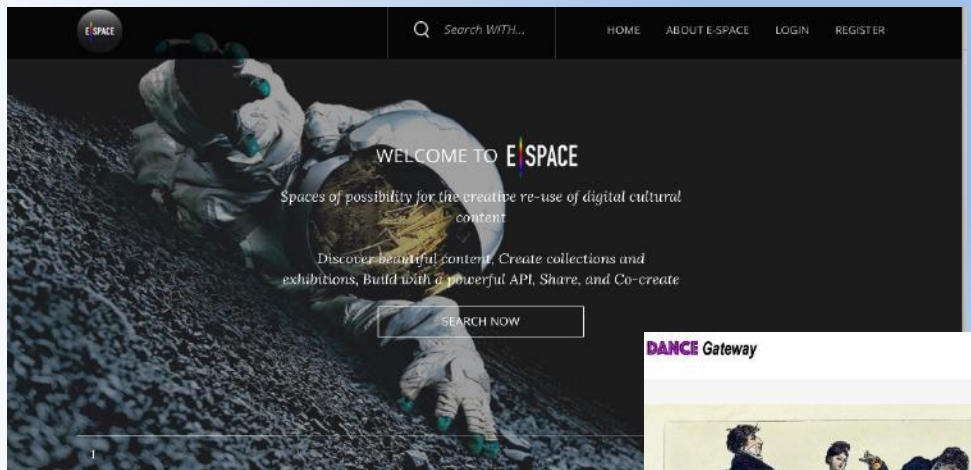 E SPACE
Search WITH...
HOME ABOUT E-SPACE LOGIN REGISTER
WELCOME TO E SPACE
Spaces of possibility for the creative re-use of digital cultural
content
Discover beautiful content, Create collections and
exhibitions, Build with a powerful API, Share, and Co-create
SEARCH NOW
DANCE Gateway
1